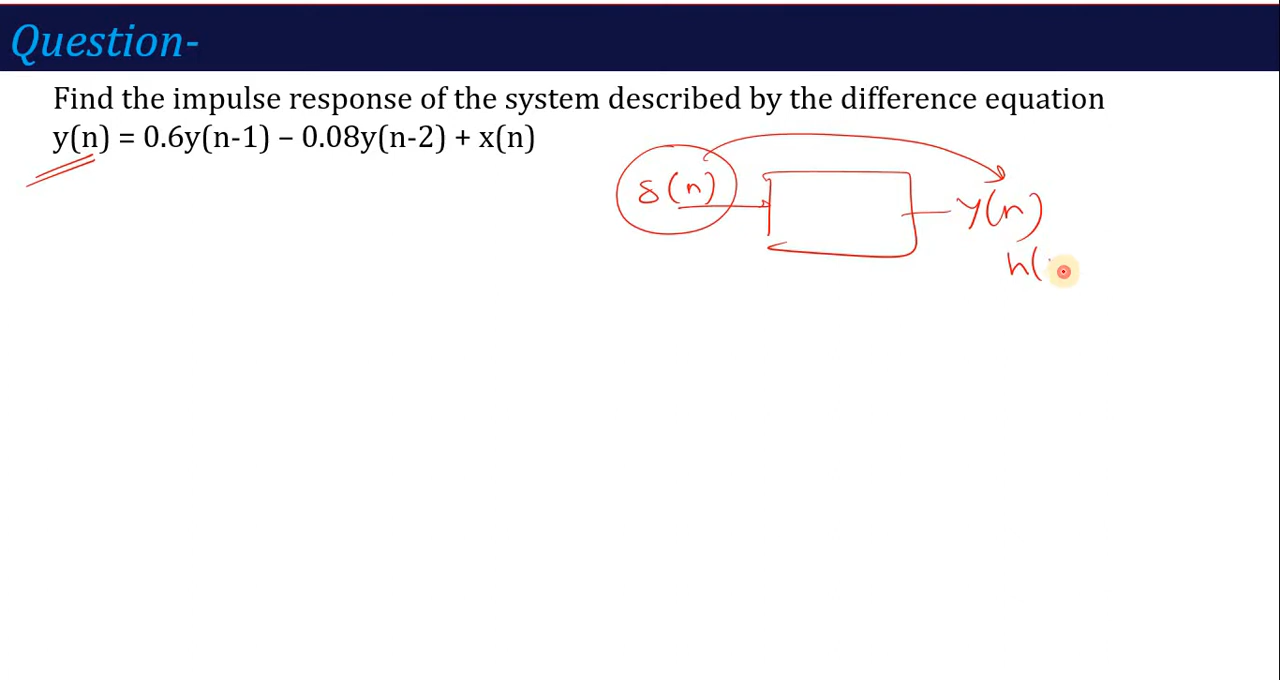 Question-
Find the impulse response of the system described by the difference equation
y(n) = 0.6y(n-1) – 0.08y(n-2) + x(n)
δ(n)
y(n)
h(